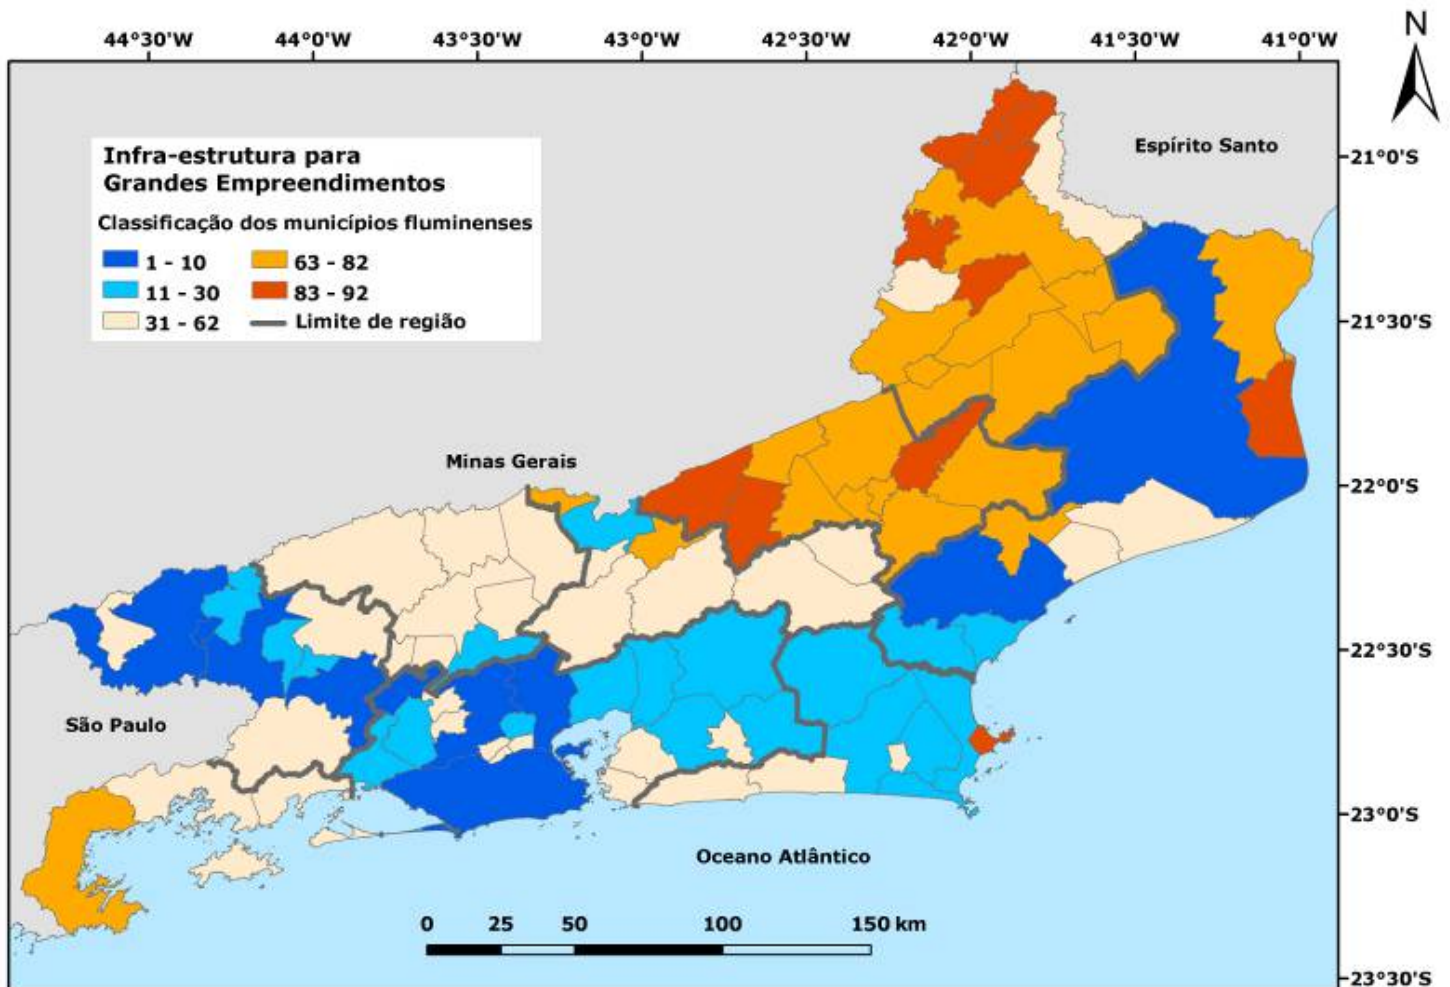 N
44°30'W 44°0'W 43°30'W 43°0'W 42°30'W 42°0'W 41°30'W 41°0'W
Infra-estrutura para
Grandes Empreendimentos
Classificação dos municípios fluminenses
1 - 10
63 - 82
11 - 30
83 - 92
31 - 62
Limite de região
Espírito Santo
21°0'S
21°30'S
Minas Gerais
22°0'S
22°30'S
São Paulo
23°0'S
Oceano Atlântico
0 25 50 100 150 km
23°30'S